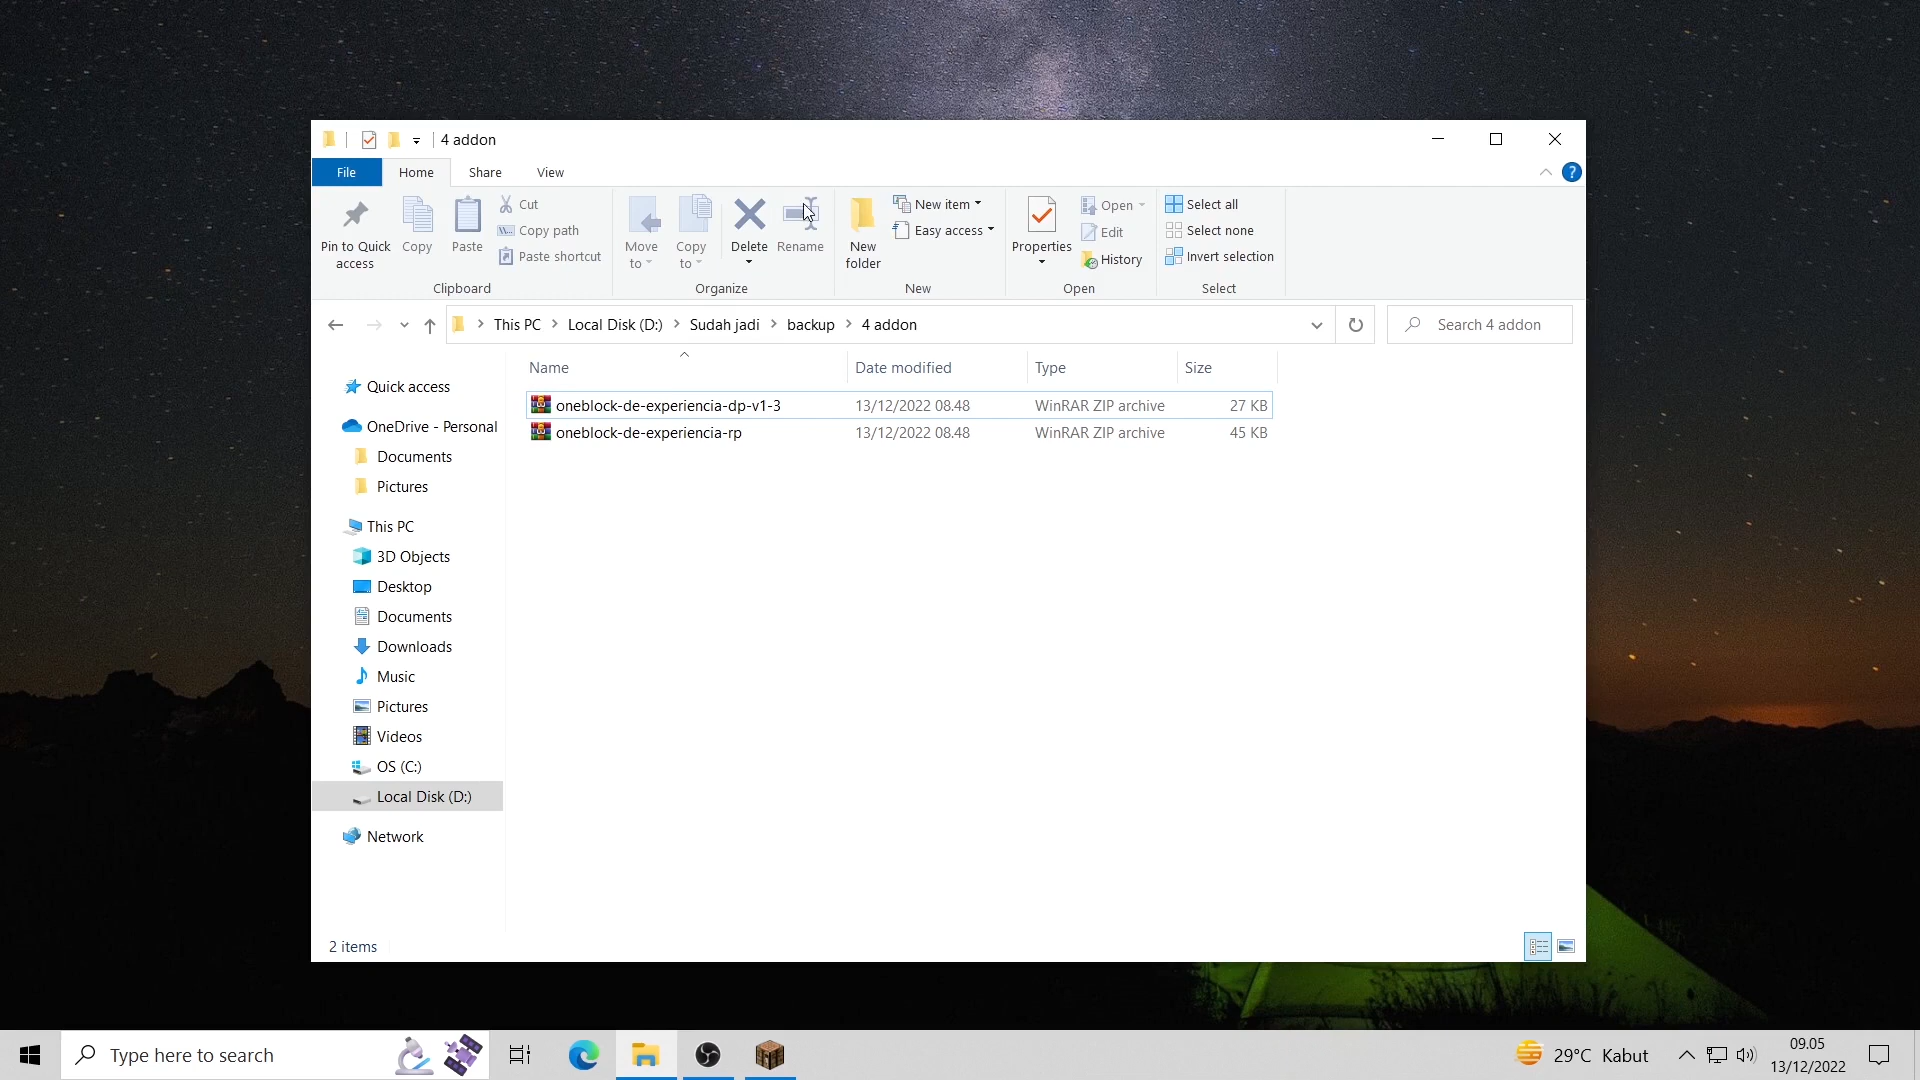 4 addon
File Home Share View
Pin to Quick access
Copy
Paste
Cut
Copy path
Paste shortcut
Clipboard
Move to
Copy to
Delete
Rename
Organize
New folder
New item
Easy access
New
Properties
Open
Edit
History
Open
Select all
Select none
Invert selection
Select
This PC Local Disk (D:) Sudah jadi backup 4 addon
Search 4 addon
Name Date modified Type Size
oneblock-de-experiencia-dp-v1-3 13/12/2022 08.48 WinRAR ZIP archive 27 KB
oneblock-de-experiencia-rp 13/12/2022 08.48 WinRAR ZIP archive 45 KB
Quick access
OneDrive - Personal
Documents
Pictures
This PC
3D Objects
Desktop
Documents
Downloads
Music
Pictures
Videos
OS (C:)
Local Disk (D:)
Network
2 items
Type here to search
29°C Kabut
09.05
13/12/2022